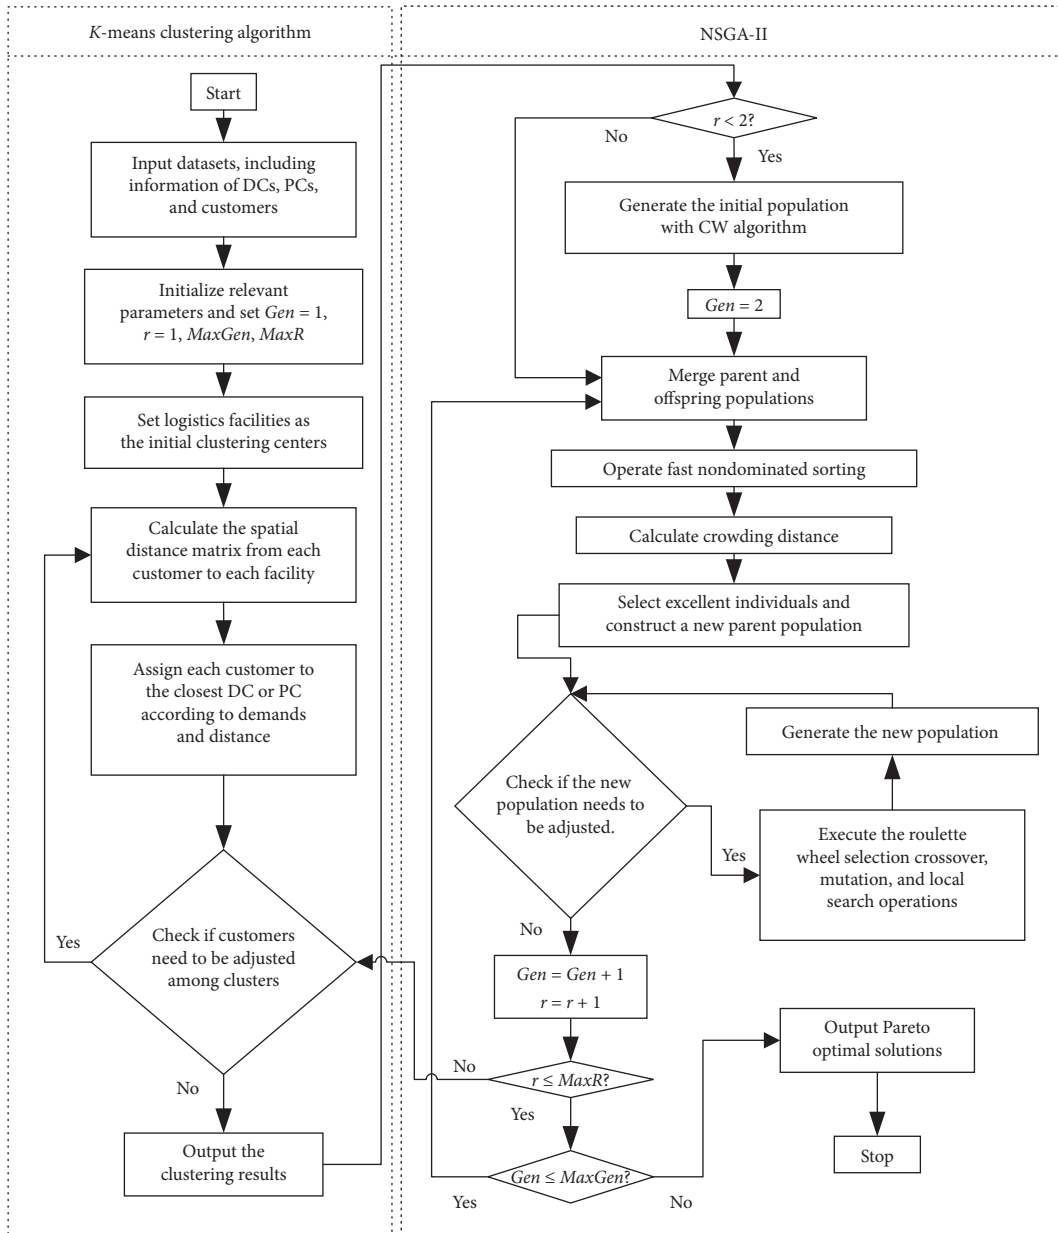 K-means clustering algorithm
Start
Input datasets, including
information of DCs, PCs,
and customers
Initialize relevant
parameters and set Gen = 1,
r = 1, MaxGen, MaxR
Set logistics facilities as
the initial clustering centers
Calculate the spatial
distance matrix from each
customer to each facility
Assign each customer to
the closest DC or PC
according to demands
and distance
Check if customers
need to be adjusted
among clusters
Yes
No
Output the
clustering results
NSGA-II
r < 2?
No
Yes
Generate the initial population
with CW algorithm
Gen = 2
Merge parent and
offspring populations
Operate fast nondominated sorting
Calculate crowding distance
Select excellent individuals and
construct a new parent population
Check if the new
population needs to
be adjusted.
Yes
Execute the roulette
wheel selection crossover,
mutation, and local
search operations
Generate the new population
No
Gen = Gen + 1
r = r + 1
r ≤ MaxR?
No
Yes
Gen ≤ MaxGen?
Yes
No
Output Pareto
optimal solutions
Stop